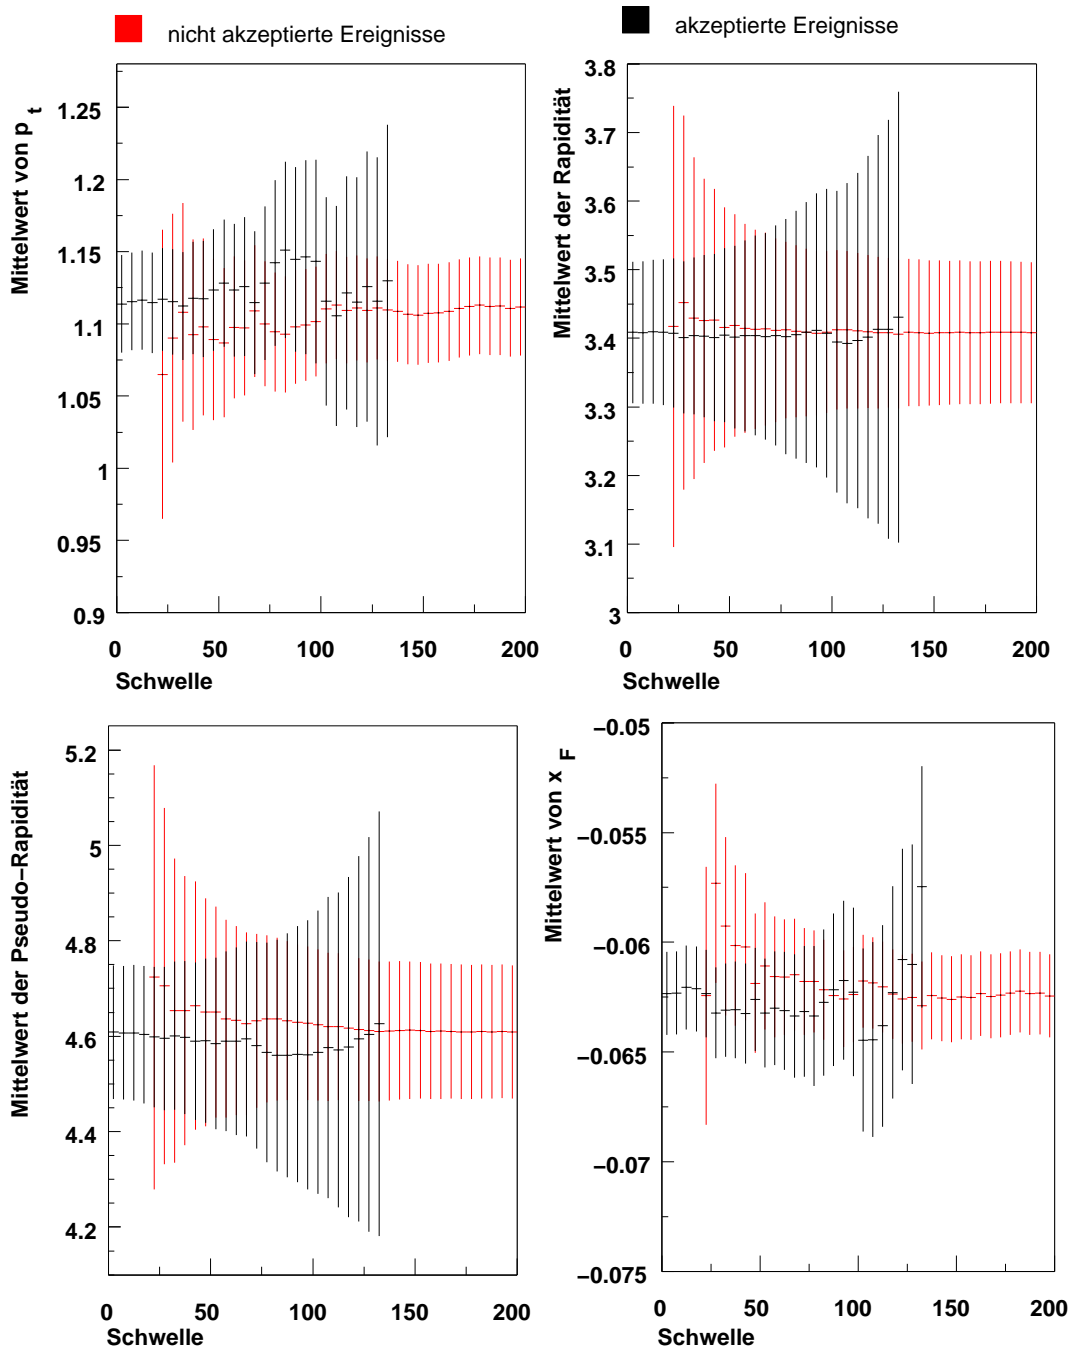 nicht akzeptierte Ereignisse
akzeptierte Ereignisse
Mittelwert von p t
1.25
1.2
1.15
1.1
1.05
1
0.95
0.9
0 50 100 150 200
Schwelle
Mittelwert der Rapidität
3.8
3.7
3.6
3.5
3.4
3.3
3.2
3.1
3
0 50 100 150 200
Schwelle
Mittelwert der Pseudo−Rapidität
5.2
5
4.8
4.6
4.4
4.2
0 50 100 150 200
Schwelle
Mittelwert von x F
−0.05
−0.055
−0.06
−0.065
−0.07
−0.075
0 50 100 150 200
Schwelle